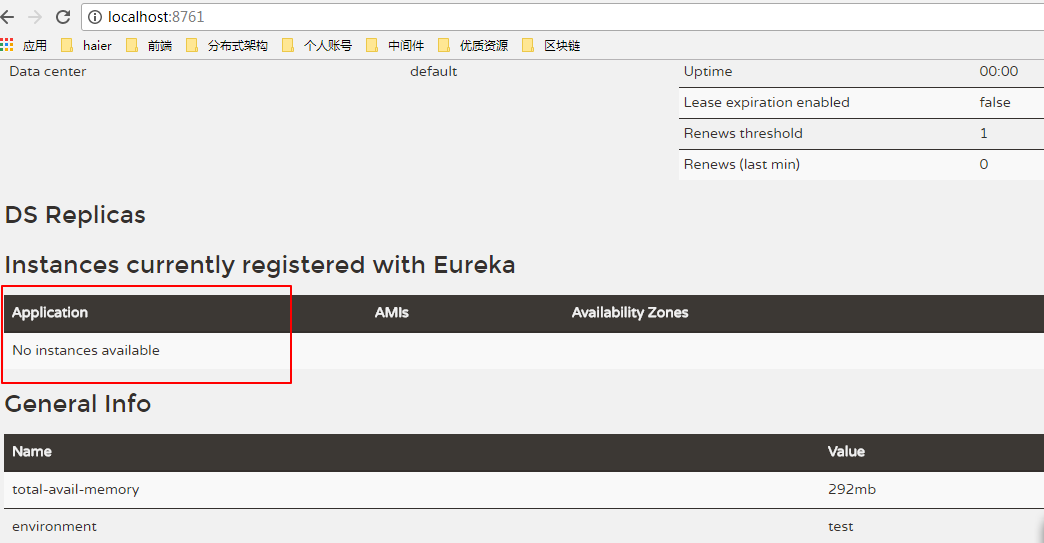 localhost:8761
应用 haier 前端 分布式架构 个人账号 中间件 优质资源 区块链
Data center default Uptime 00:00
Lease expiration enabled false
Renews threshold 1
Renews (last min) 0
DS Replicas
Instances currently registered with Eureka
Application AMIs Availability Zones
No instances available
General Info
Name Value
total-avail-memory 292mb
environment test